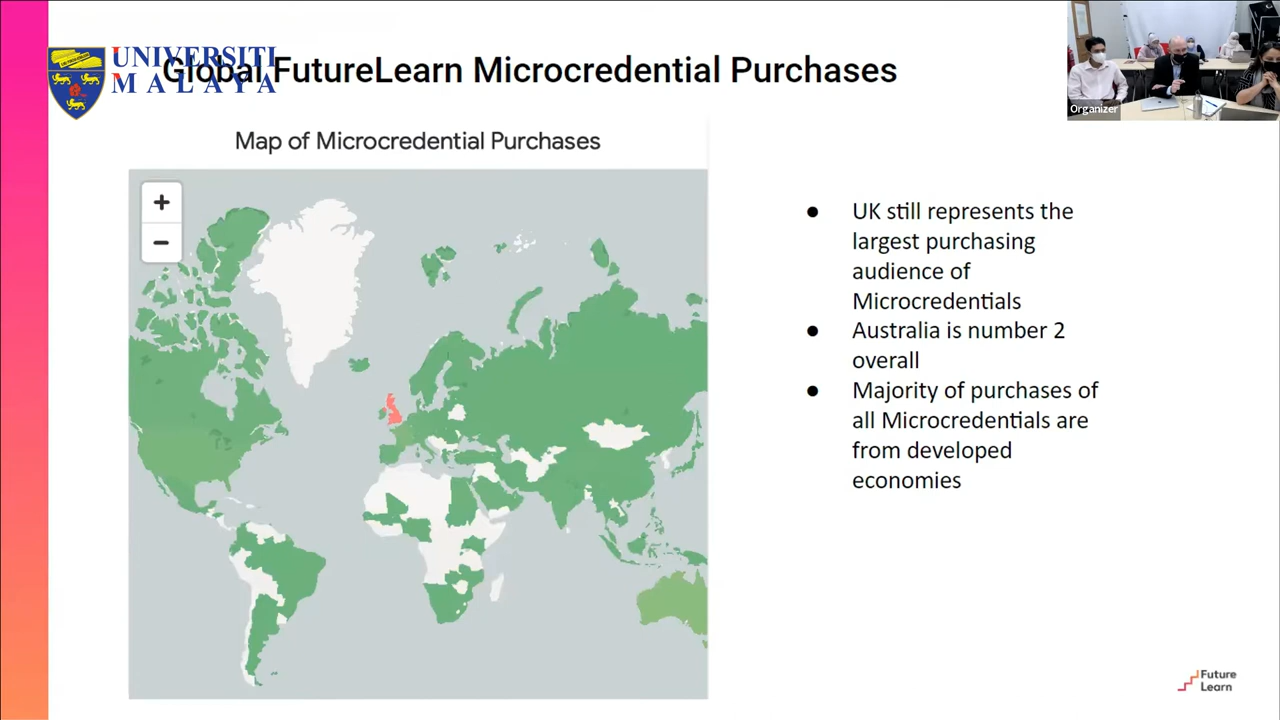 UNIVERSITI
MALAYA
Global FutureLearn Microcredential Purchases
Organizer
Map of Microcredential Purchases
+
−
● UK still represents the
largest purchasing
audience of
Microcredentials
● Australia is number 2
overall
● Majority of purchases of
all Microcredentials are
from developed
economies
Future
Learn